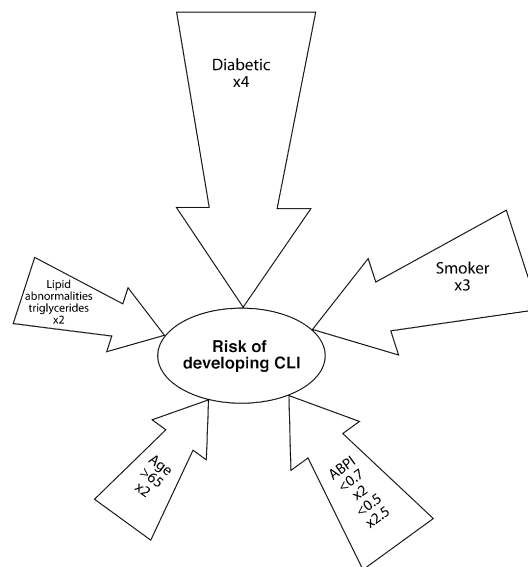 Diabetic
x4
Smoker
x3
Lipid
abnormalities
triglycerides
x2
Risk of
developing CLI
Age
>65
x2
ABPI
<0.7
x2
<0.5
x2.5